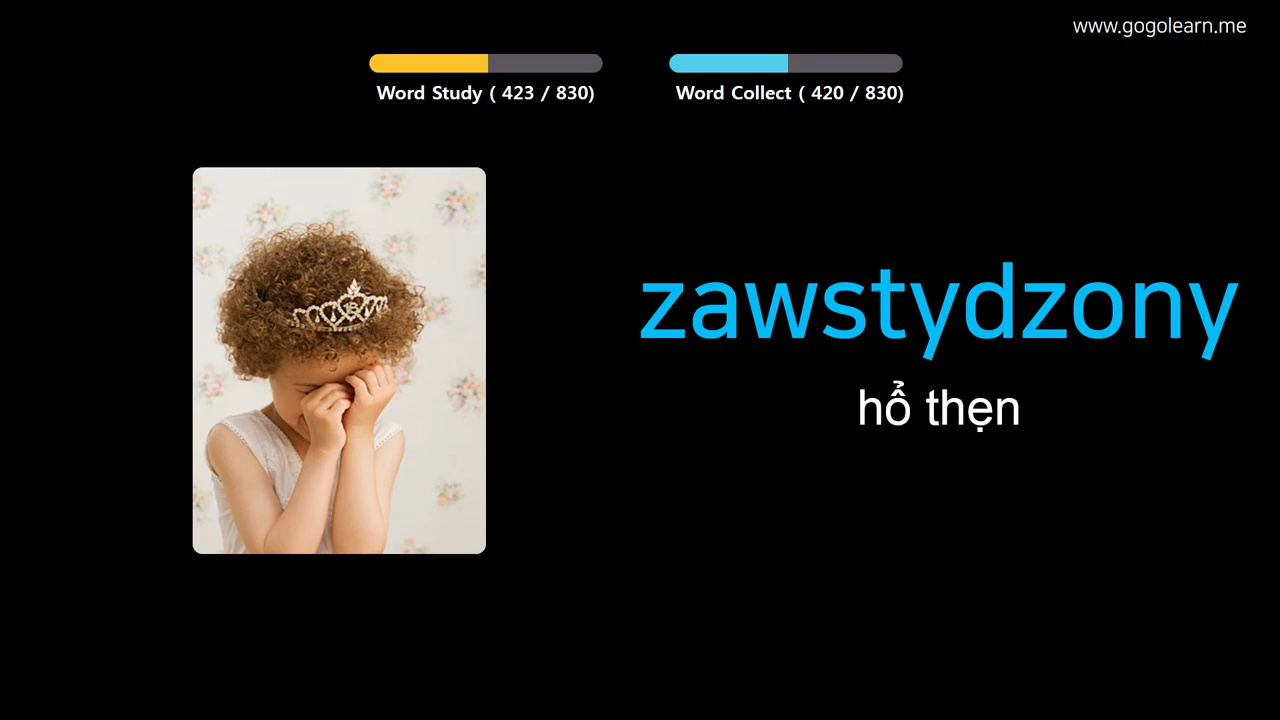 www.gogolearn.me
Word Study ( 423 / 830)
Word Collect ( 420 / 830)
zawstydzony
hổ thẹn